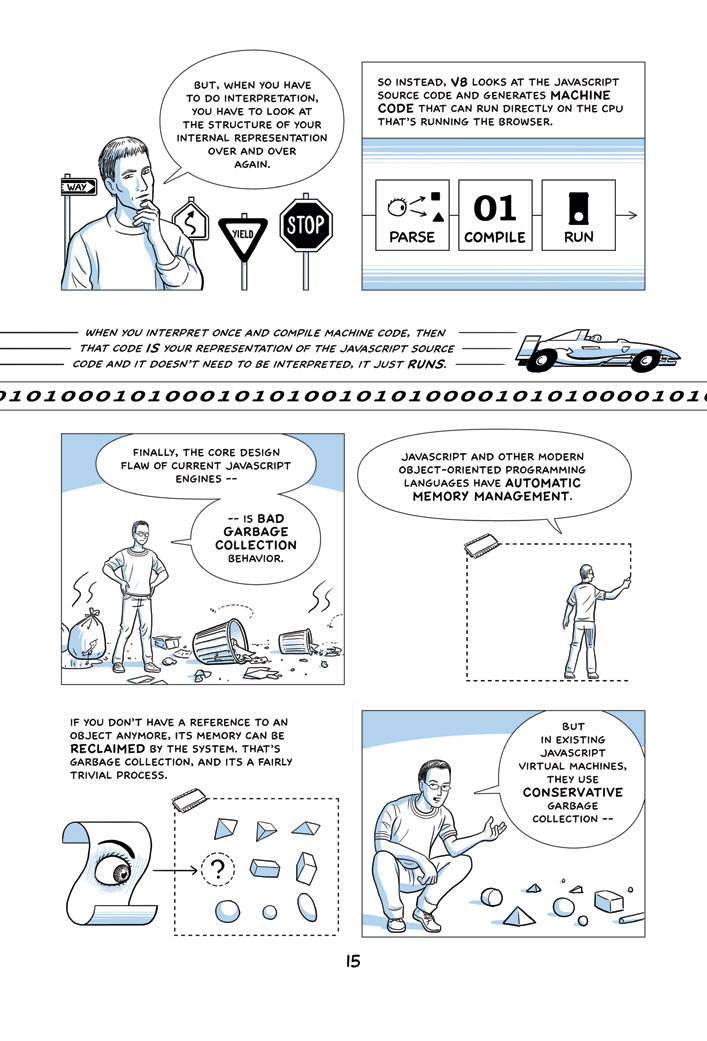 BUT, WHEN YOU HAVE
TO DO INTERPRETATION,
YOU HAVE TO LOOK AT
THE STRUCTURE OF YOUR
INTERNAL REPRESENTATION
OVER AND OVER
AGAIN.
WAY
YIELD
STOP
SO INSTEAD, V8 LOOKS AT THE JAVASCRIPT
SOURCE CODE AND GENERATES MACHINE
CODE THAT CAN RUN DIRECTLY ON THE CPU
THAT'S RUNNING THE BROWSER.
PARSE
01
COMPILE
RUN
WHEN YOU INTERPRET ONCE AND COMPILE MACHINE CODE, THEN
THAT CODE IS YOUR REPRESENTATION OF THE JAVASCRIPT SOURCE
CODE AND IT DOESN'T NEED TO BE INTERPRETED, IT JUST RUNS.
010100010100010101001010100001010100001010
FINALLY, THE CORE DESIGN
FLAW OF CURRENT JAVASCRIPT
ENGINES --
-- IS BAD
GARBAGE
COLLECTION
BEHAVIOR.
JAVASCRIPT AND OTHER MODERN
OBJECT-ORIENTED PROGRAMMING
LANGUAGES HAVE AUTOMATIC
MEMORY MANAGEMENT.
IF YOU DON'T HAVE A REFERENCE TO AN
OBJECT ANYMORE, ITS MEMORY CAN BE
RECLAIMED BY THE SYSTEM. THAT'S
GARBAGE COLLECTION, AND ITS A FAIRLY
TRIVIAL PROCESS.
?
BUT
IN EXISTING
JAVASCRIPT
VIRTUAL MACHINES,
THEY USE
CONSERVATIVE
GARBAGE
COLLECTION --
15